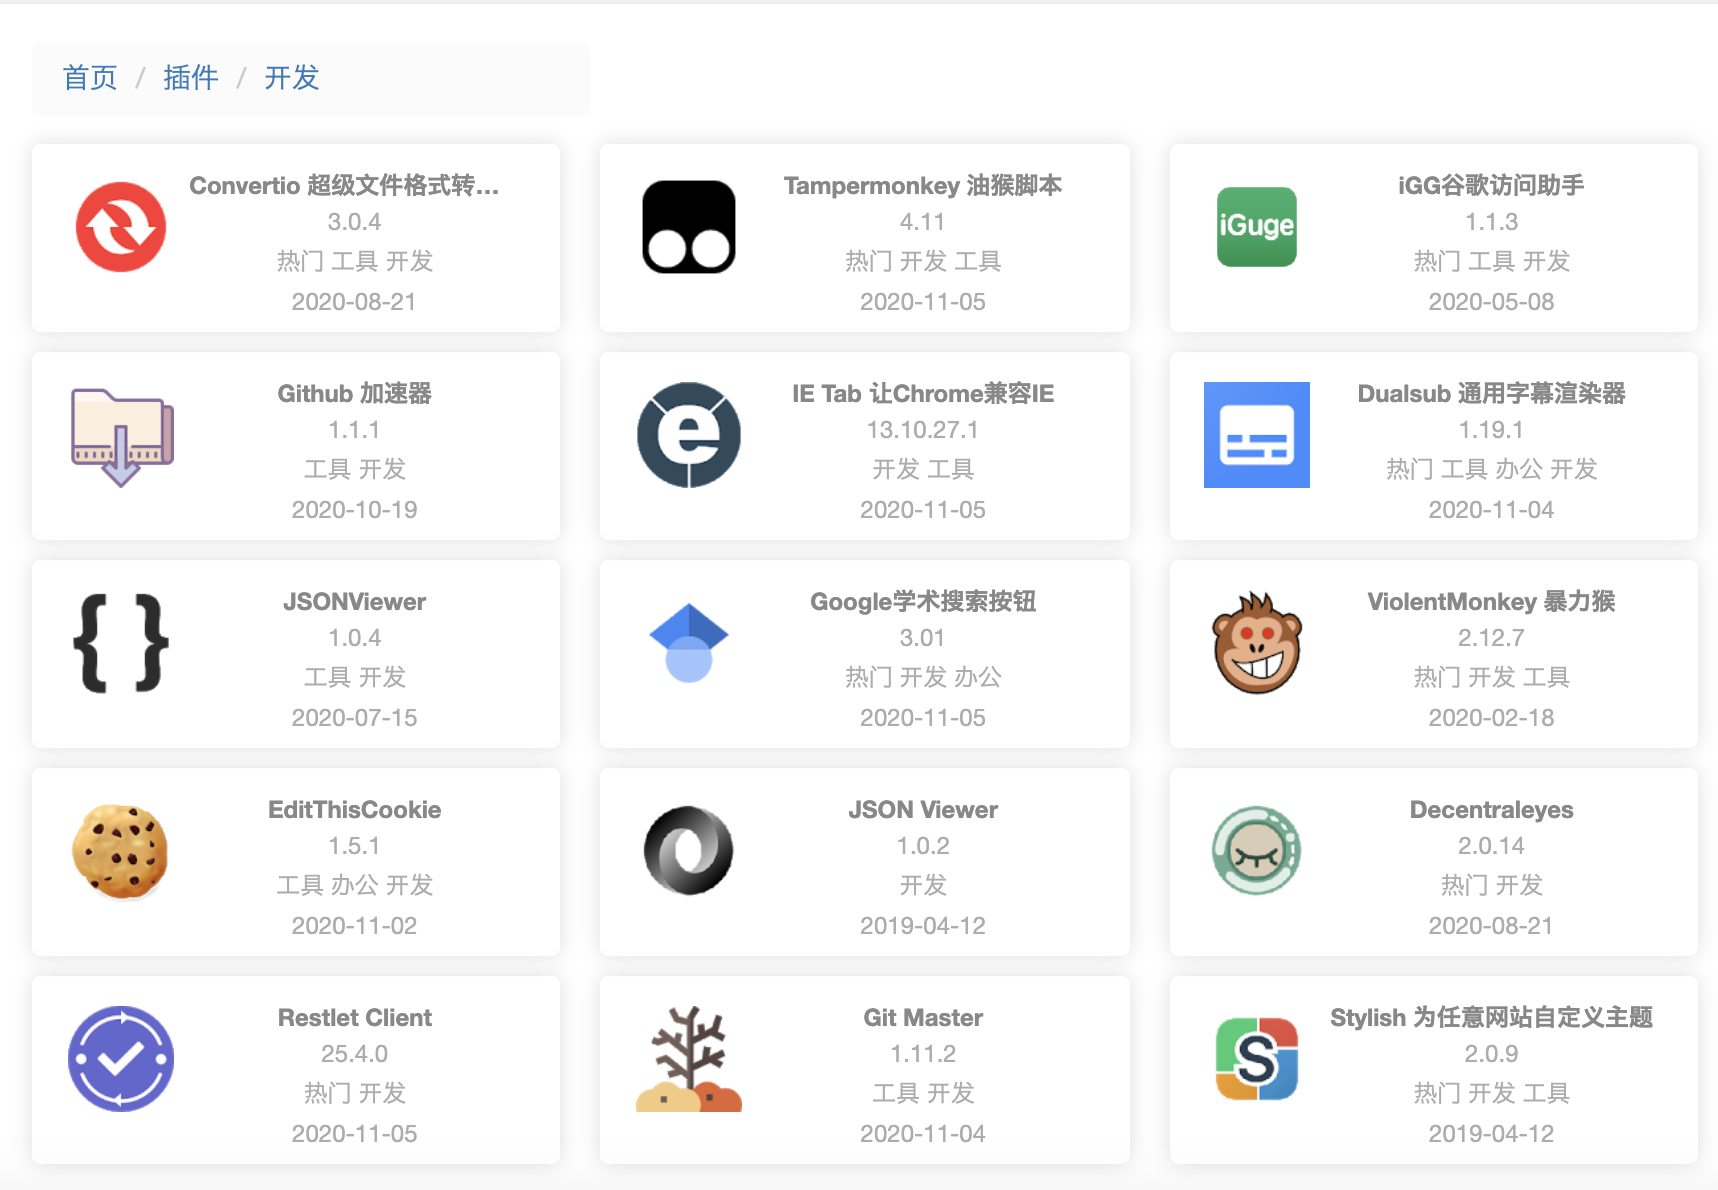 首页 / 插件 / 开发
Convertio 超级文件格式转...
3.0.4
热门 工具 开发
2020-08-21
Tampermonkey 油猴脚本
4.11
热门 开发 工具
2020-11-05
iGuge
iGG谷歌访问助手
1.1.3
热门 工具 开发
2020-05-08
Github 加速器
1.1.1
工具 开发
2020-10-19
e
IE Tab 让Chrome兼容IE
13.10.27.1
开发 工具
2020-11-05
Dualsub 通用字幕渲染器
1.19.1
热门 工具 办公 开发
2020-11-04
{ }
JSONViewer
1.0.4
工具 开发
2020-07-15
Google学术搜索按钮
3.01
热门 开发 办公
2020-11-05
ViolentMonkey 暴力猴
2.12.7
热门 开发 工具
2020-02-18
EditThisCookie
1.5.1
工具 办公 开发
2020-11-02
JSON Viewer
1.0.2
开发
2019-04-12
Decentraleyes
2.0.14
热门 开发
2020-08-21
Restlet Client
25.4.0
热门 开发
2020-11-05
Git Master
1.11.2
工具 开发
2020-11-04
S
Stylish 为任意网站自定义主题
2.0.9
热门 开发 工具
2019-04-12